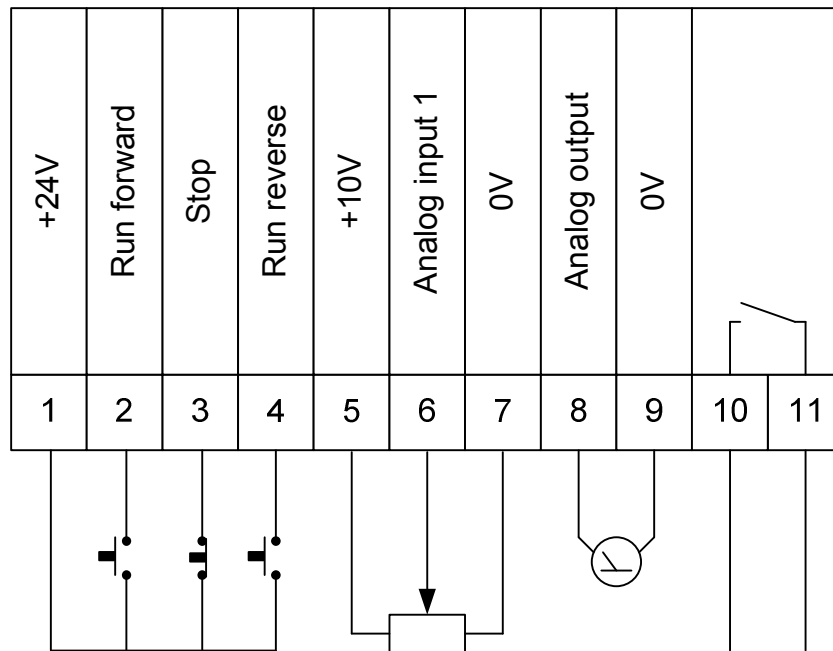 +24V
Run forward
Stop
Run reverse
+10V
Analog input 1
0V
Analog output
0V
1
2
3
4
5
6
7
8
9
10
11